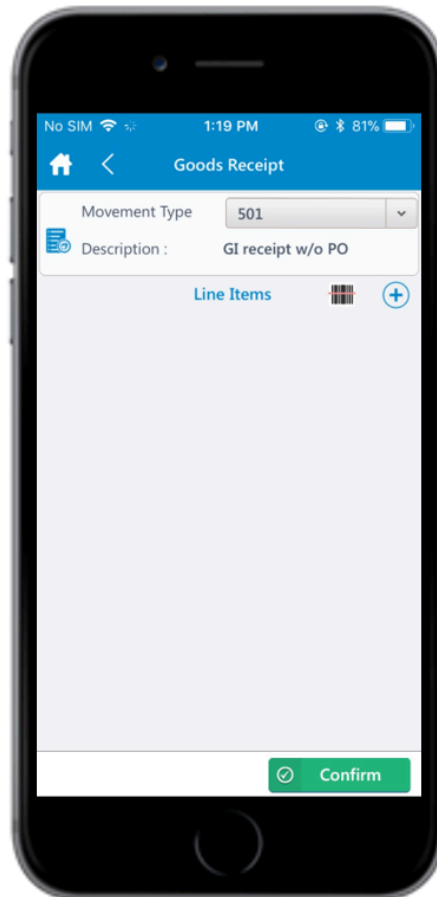 No SIM 1:19 PM 81%
Goods Receipt
Movement Type 501
Description : GI receipt w/o PO
Line Items
Confirm